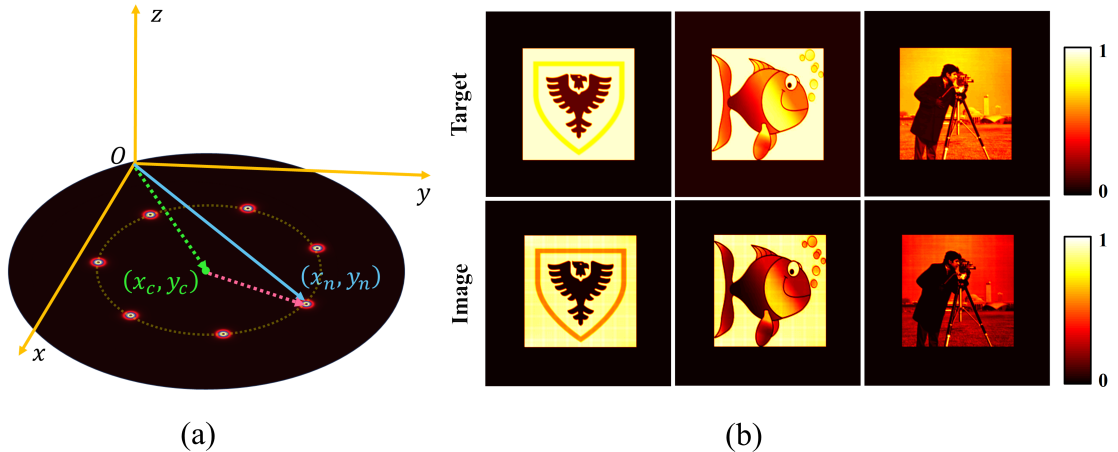 z
O
y
x
(x_c, y_c)
(x_n, y_n)
(a)
Target
Image
1
0
1
0
(b)